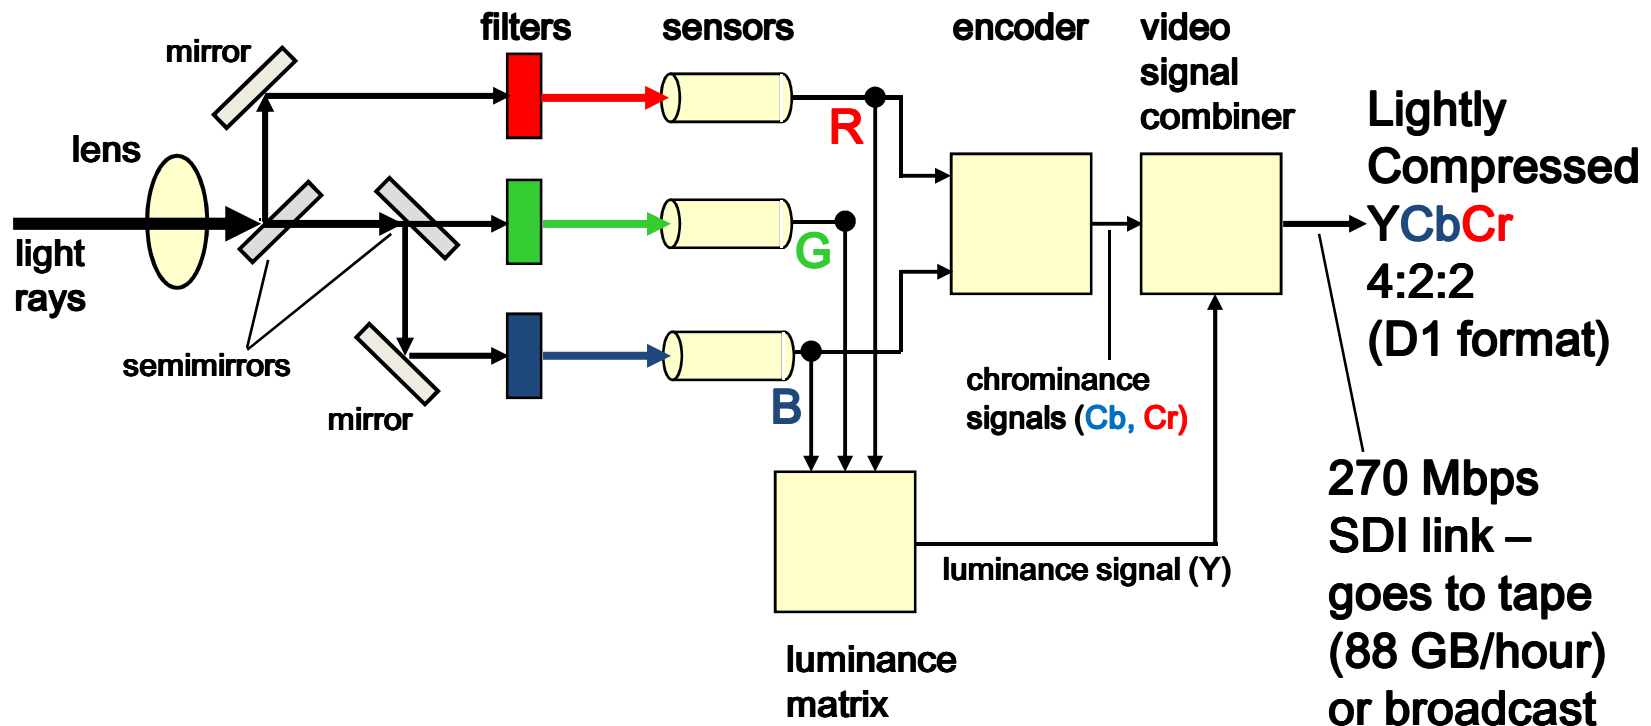 filters
sensors
encoder
video
signal
combiner
mirror
lens
light
rays
semimirrors
mirror
R
G
B
chrominance
signals (Cb, Cr)
luminance signal (Y)
luminance
matrix
Lightly
Compressed
YCbCr
4:2:2
(D1 format)
270 Mbps
SDI link –
goes to tape
(88 GB/hour)
or broadcast